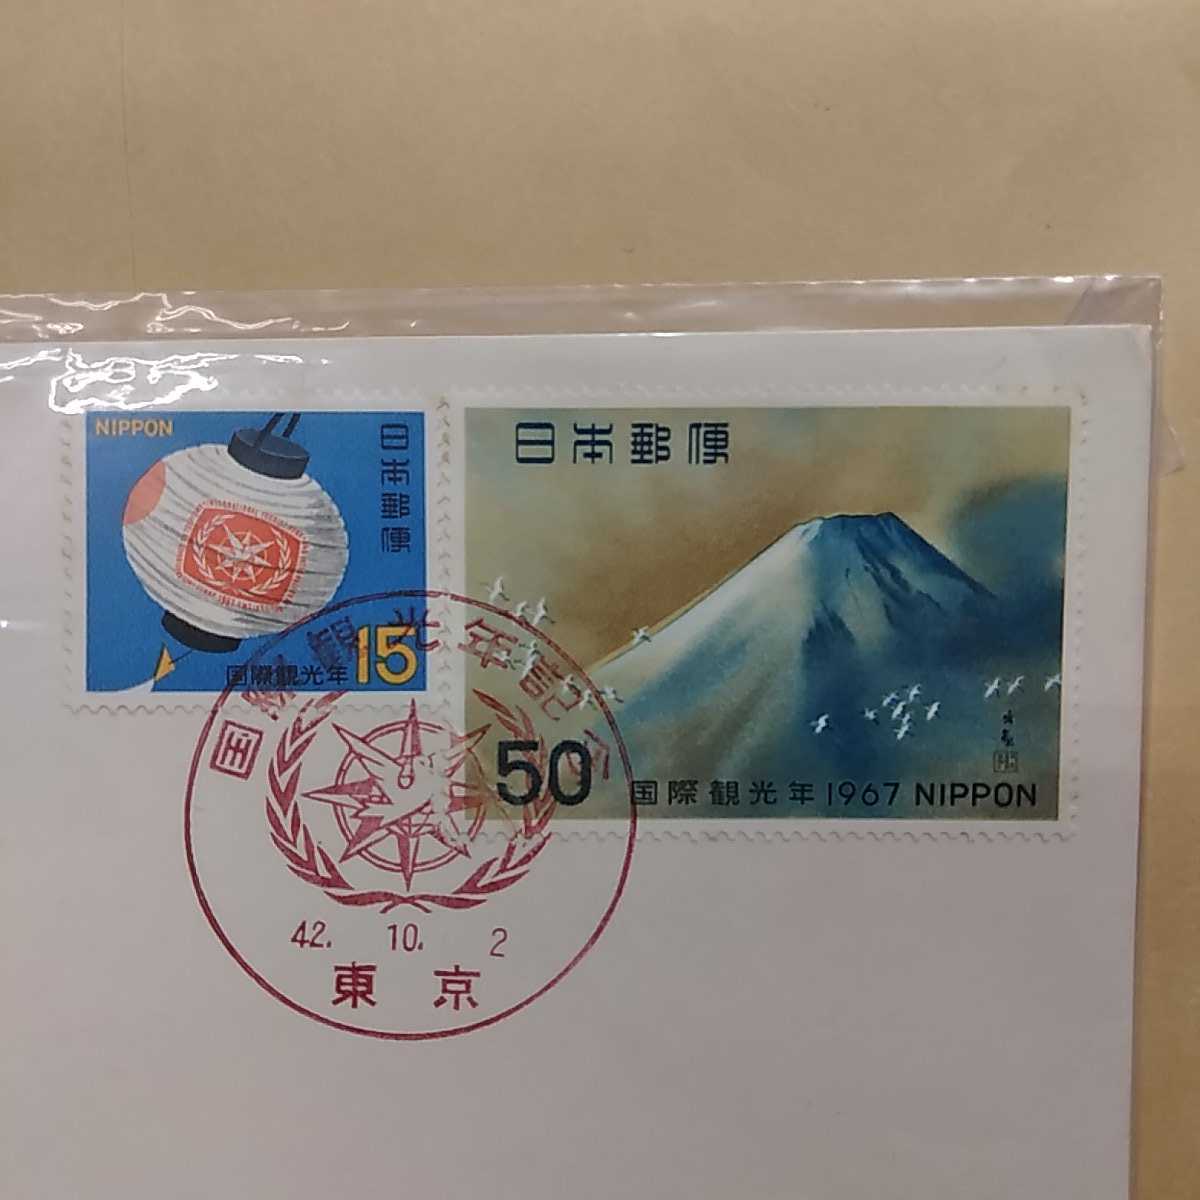 NIPPON
日本郵便
国際観光年
15
日本郵便
50
国際観光年 1967 NIPPON
国際観光年記念
42. 10. 2
東京